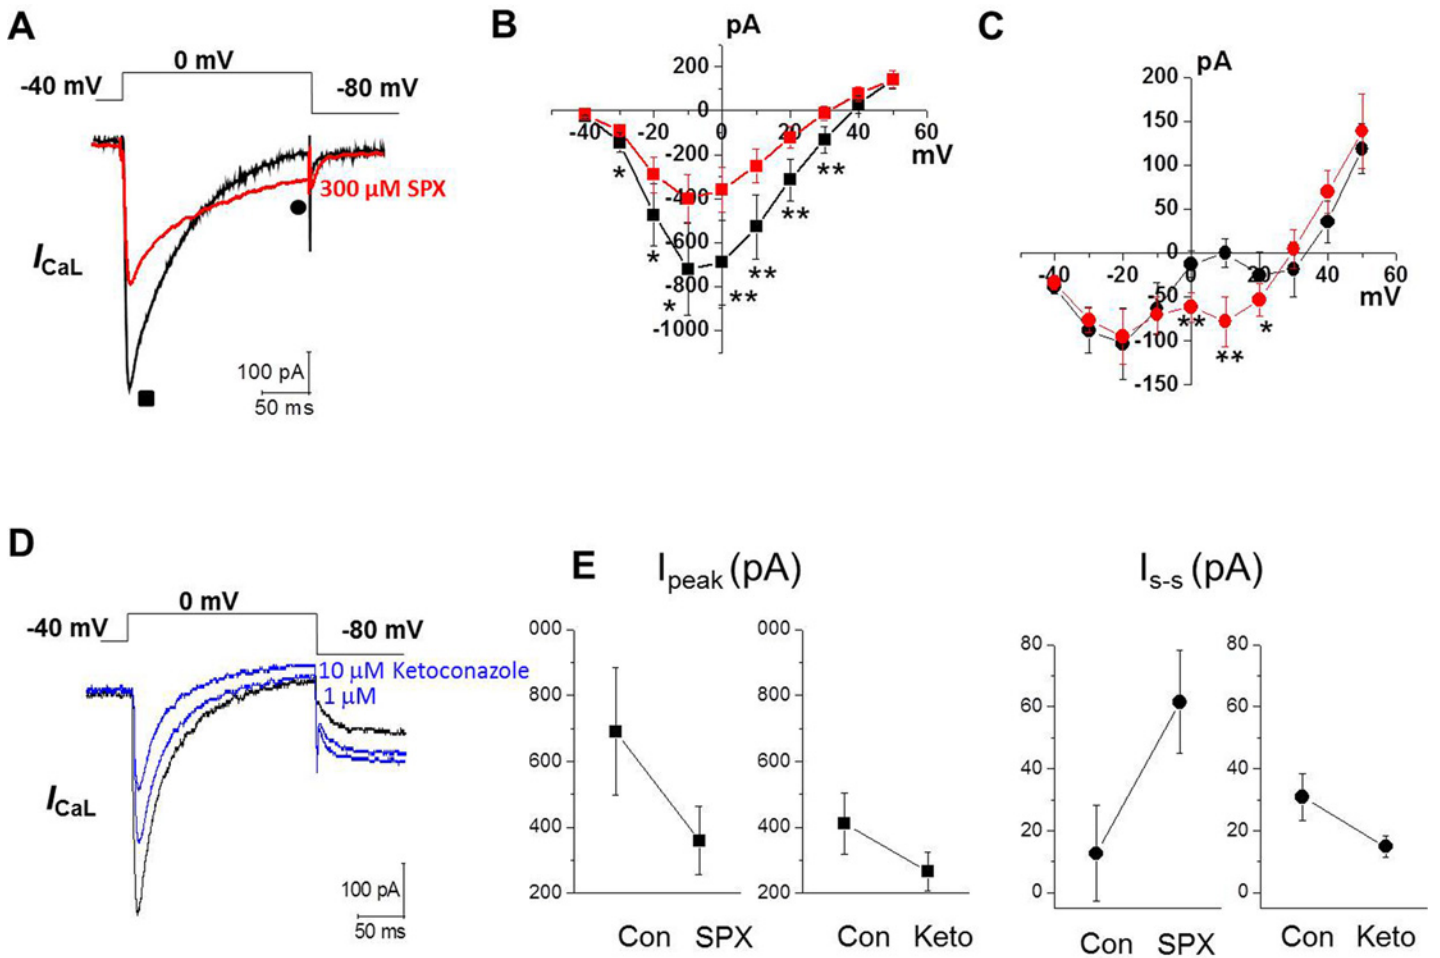 A
0 mV
-40 mV
-80 mV
300 µM SPX
ICaL
100 pA
50 ms
B
pA
200
0
-40 -20 0 20 40 60
mV
-200
-400
-600
-800
-1000
* * * ** ** ** **
C
pA
200
150
100
50
0
-40 -20 0 20 40 60
mV
-50
-100
-150
** ** *
D
0 mV
-40 mV
-80 mV
10 µM Ketoconazole
1 µM
ICaL
100 pA
50 ms
E
Ipeak (pA)
000
800
600
400
200
Con SPX
000
800
600
400
200
Con Keto
Is-s (pA)
80
60
40
20
0
Con SPX
80
60
40
20
0
Con Keto